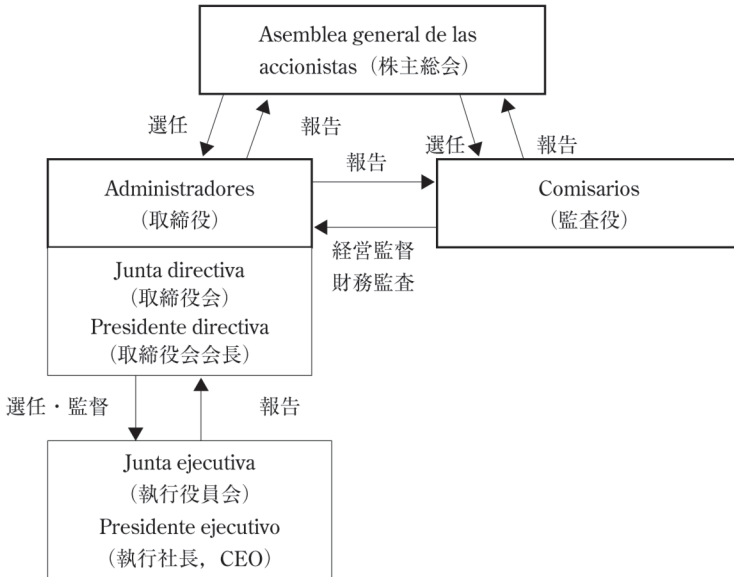 Asemblea general de las
accionistas（株主総会）
選任
報告
報告
選任
報告
Administradores
（取締役）
Comisarios
（監査役）
経営監督
財務監査
Junta directiva
（取締役会）
Presidente directiva
（取締役会会長）
選任・監督
報告
Junta ejecutiva
（執行役員会）
Presidente ejecutivo
（執行社長，CEO）